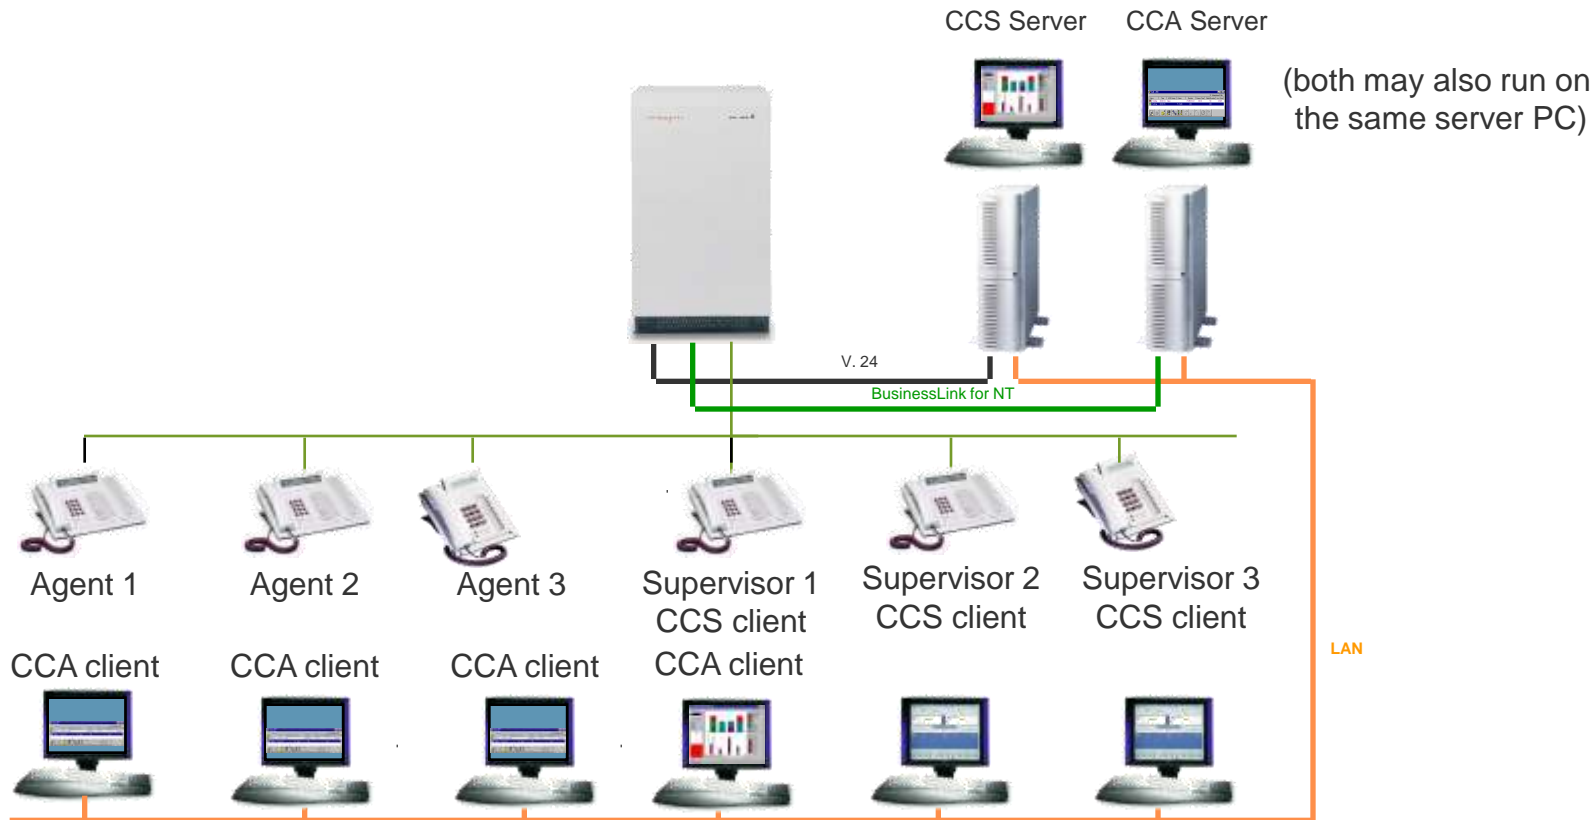 CCS Server
CCA Server
(both may also run on
the same server PC)
V. 24
BusinessLink for NT
Agent 1
Agent 2
Agent 3
Supervisor 1
CCS client
Supervisor 2
CCS client
Supervisor 3
CCS client
LAN
CCA client
CCA client
CCA client
CCA client